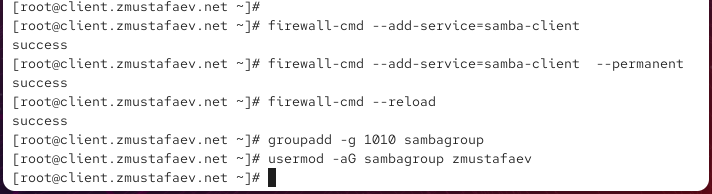 [root@client.zmustafaev.net ~]#
[root@client.zmustafaev.net ~]# firewall-cmd --add-service=samba-client
success
[root@client.zmustafaev.net ~]# firewall-cmd --add-service=samba-client  --permanent
success
[root@client.zmustafaev.net ~]# firewall-cmd --reload
success
[root@client.zmustafaev.net ~]# groupadd -g 1010 sambagroup
[root@client.zmustafaev.net ~]# usermod -aG sambagroup zmustafaev
[root@client.zmustafaev.net ~]#